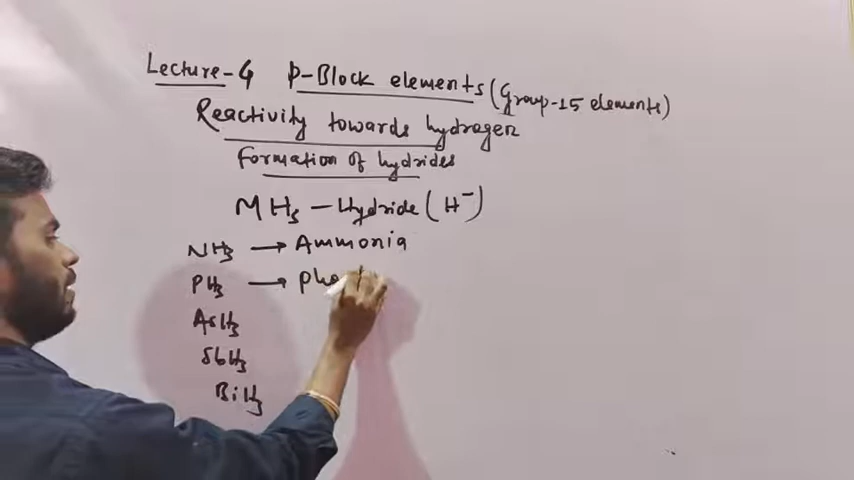 Lecture-4 p-Block elements (Group-15 elements)
Reactivity towards hydrogen
Formation of hydrides
MH3 - Hydride (H⁻)
NH3 → Ammonia
PH3 →
AsH3
SbH3
BiH3